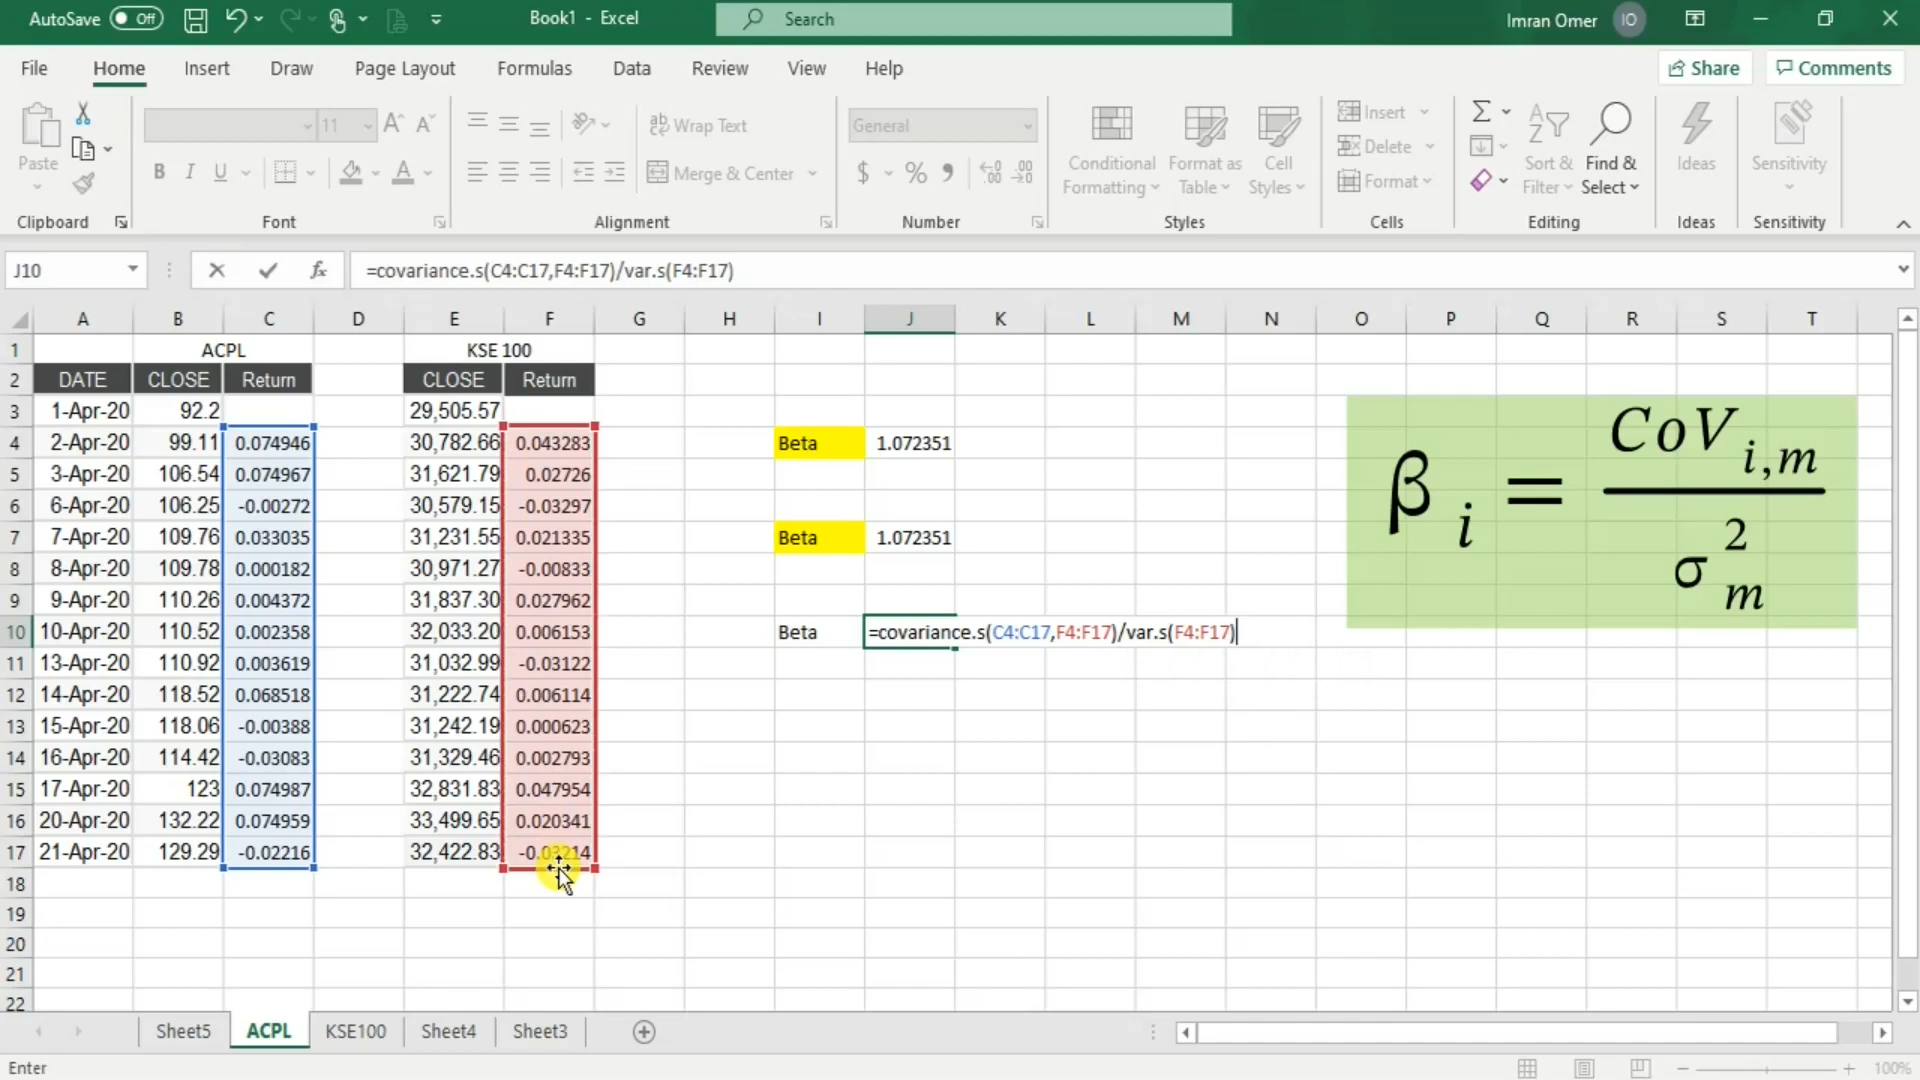 AutoSave Off Book1 - Excel Search Imran Omer IO
File Home Insert Draw Page Layout Formulas Data Review View Help Share Comments
11 A A Wrap Text General Insert
Paste B I U Merge & Center $ % Conditional Formatting Format as Table Cell Styles Delete Format Sort & Filter Find & Select Ideas Sensitivity
Clipboard Font Alignment Number Styles Cells Editing Ideas Sensitivity
J10 fx =covariance.s(C4:C17,F4:F17)/var.s(F4:F17)
A B C D E F G H I J K L M N O P Q R S T
1 ACPL KSE 100
2 DATE CLOSE Return CLOSE Return
3 1-Apr-20 92.2 29,505.57
4 2-Apr-20 99.11 0.074946 30,782.66 0.043283 Beta 1.072351
5 3-Apr-20 106.54 0.074967 31,621.79 0.02726
6 6-Apr-20 106.25 -0.00272 30,579.15 -0.03297
7 7-Apr-20 109.76 0.033035 31,231.55 0.021335 Beta 1.072351
8 8-Apr-20 109.78 0.000182 30,971.27 -0.00833
9 9-Apr-20 110.26 0.004372 31,837.30 0.027962
10 10-Apr-20 110.52 0.002358 32,033.20 0.006153 Beta =covariance.s(C4:C17,F4:F17)/var.s(F4:F17)
11 13-Apr-20 110.92 0.003619 31,032.99 -0.03122
12 14-Apr-20 118.52 0.068518 31,222.74 0.006114
13 15-Apr-20 118.06 -0.00388 31,242.19 0.000623
14 16-Apr-20 114.42 -0.03083 31,329.46 0.002793
15 17-Apr-20 123 0.074987 32,831.83 0.047954
16 20-Apr-20 132.22 0.074959 33,499.65 0.020341
17 21-Apr-20 129.29 -0.02216 32,422.83 -0.03214
18
19
20
21
22
β i = CoV i,m
σ 2 m
Sheet5 ACPL KSE100 Sheet4 Sheet3
Enter 100%